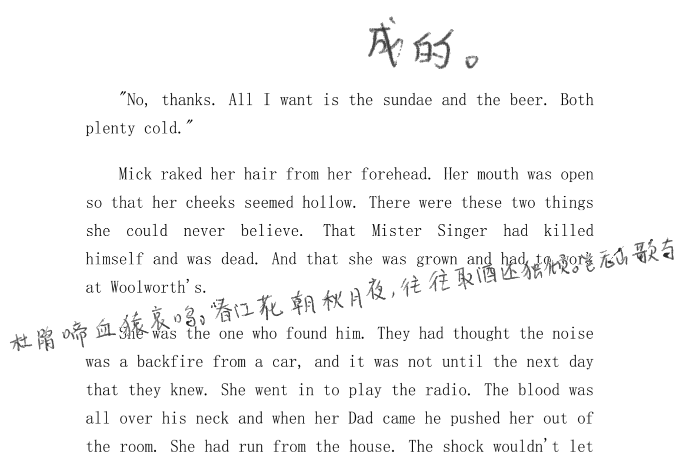 成的。
"No, thanks. All I want is the sundae and the beer. Both
plenty cold."
Mick raked her hair from her forehead. Her mouth was open
so that her cheeks seemed hollow. There were these two things
she could never believe. That Mister Singer had killed
himself and was dead. And that she was grown and had to work
at Woolworth's.
杜鹃啼血猿哀鸣。春江花朝秋月夜，往往取酒还独倾。岂无山歌与
She was the one who found him. They had thought the noise
was a backfire from a car, and it was not until the next day
that they knew. She went in to play the radio. The blood was
all over his neck and when her Dad came he pushed her out of
the room. She had run from the house. The shock wouldn't let